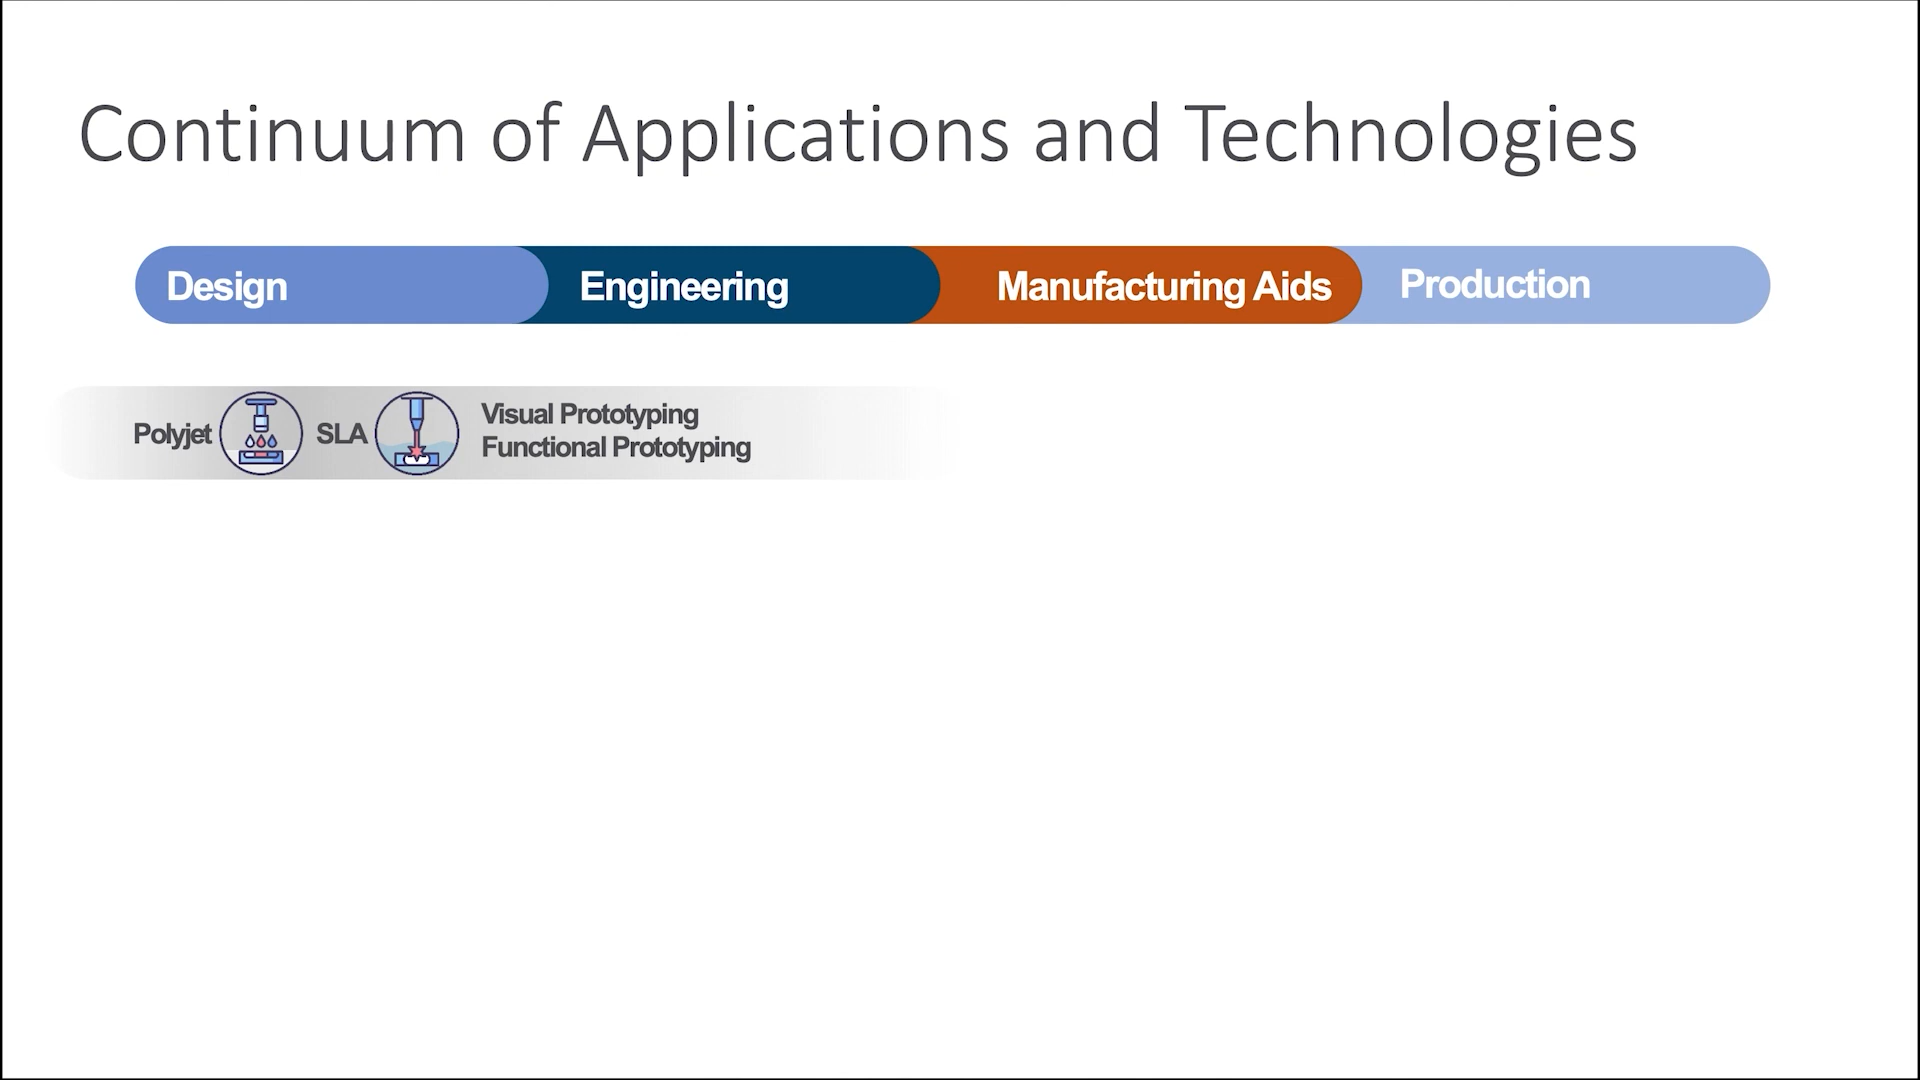 Continuum of Applications and Technologies
Design
Engineering
Manufacturing Aids
Production
Polyjet
SLA
Visual Prototyping
Functional Prototyping